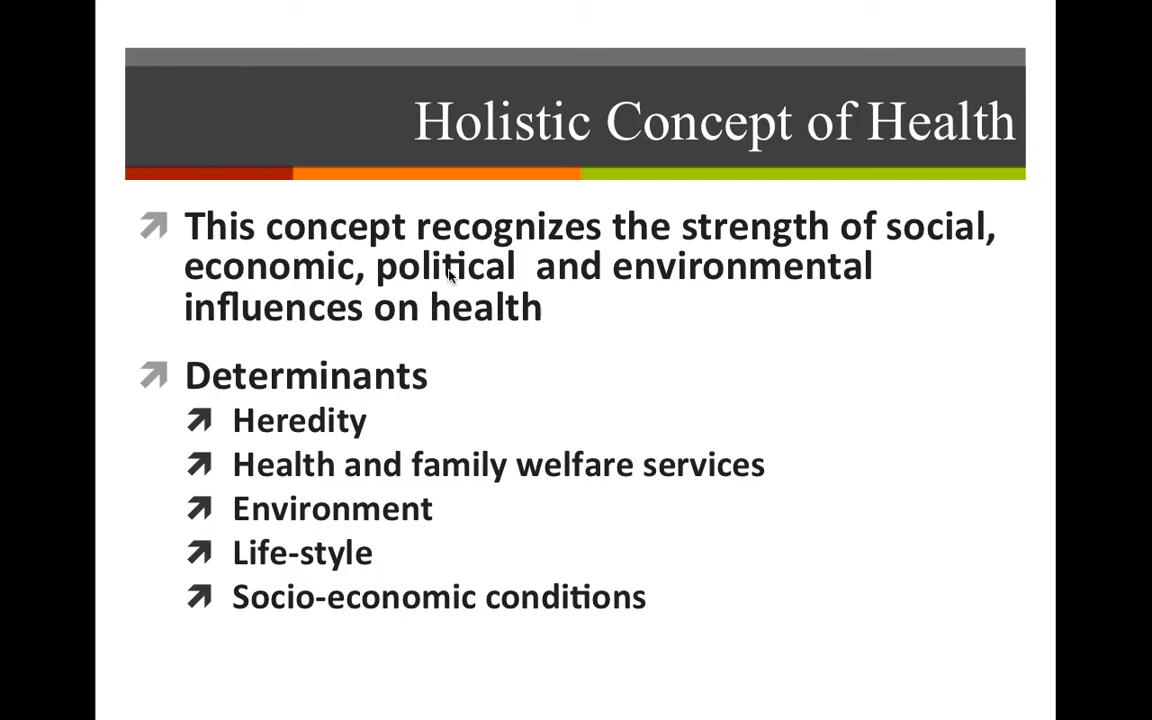 Holistic Concept of Health
This concept recognizes the strength of social,
economic, political and environmental
influences on health
Determinants
Heredity
Health and family welfare services
Environment
Life-style
Socio-economic conditions